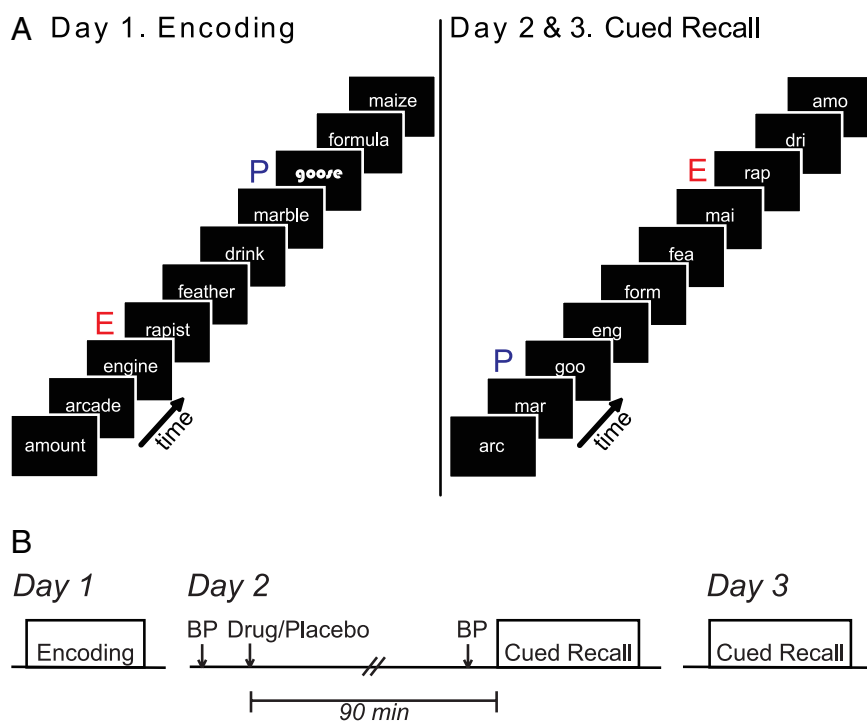 A Day 1. Encoding
maize
formula
P goose
marble
drink
feather
E rapist
engine
arcade
amount
time
Day 2 & 3. Cued Recall
amo
dri
E rap
mai
fea
form
eng
P goo
mar
arc
time
B
Day 1
Encoding
Day 2
BP Drug/Placebo BP
Cued Recall
90 min
Day 3
Cued Recall